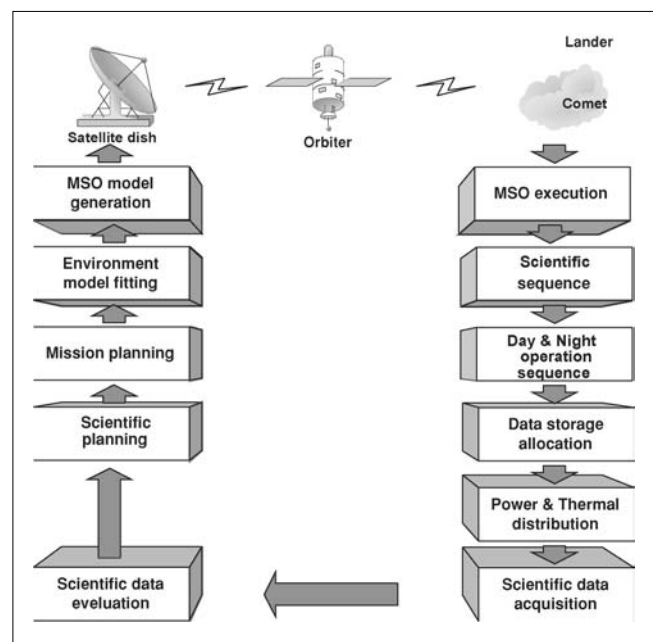 Lander
Comet
Satellite dish
Orbiter
MSO model
generation
MSO execution
Environment
model fitting
Scientific
sequence
Mission planning
Day & Night
operation
sequence
Scientific
planning
Data storage
allocation
Power & Thermal
distribution
Scientific data
eveluation
Scientific data
acquisition